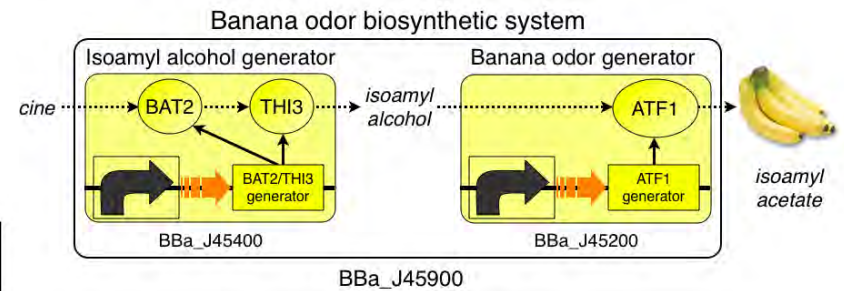 Banana odor biosynthetic system
Isoamyl alcohol generator
Banana odor generator
cine
BAT2
THI3
isoamyl
alcohol
ATF1
BAT2/THI3
generator
ATF1
generator
isoamyl
acetate
BBa_J45400
BBa_J45200
BBa_J45900